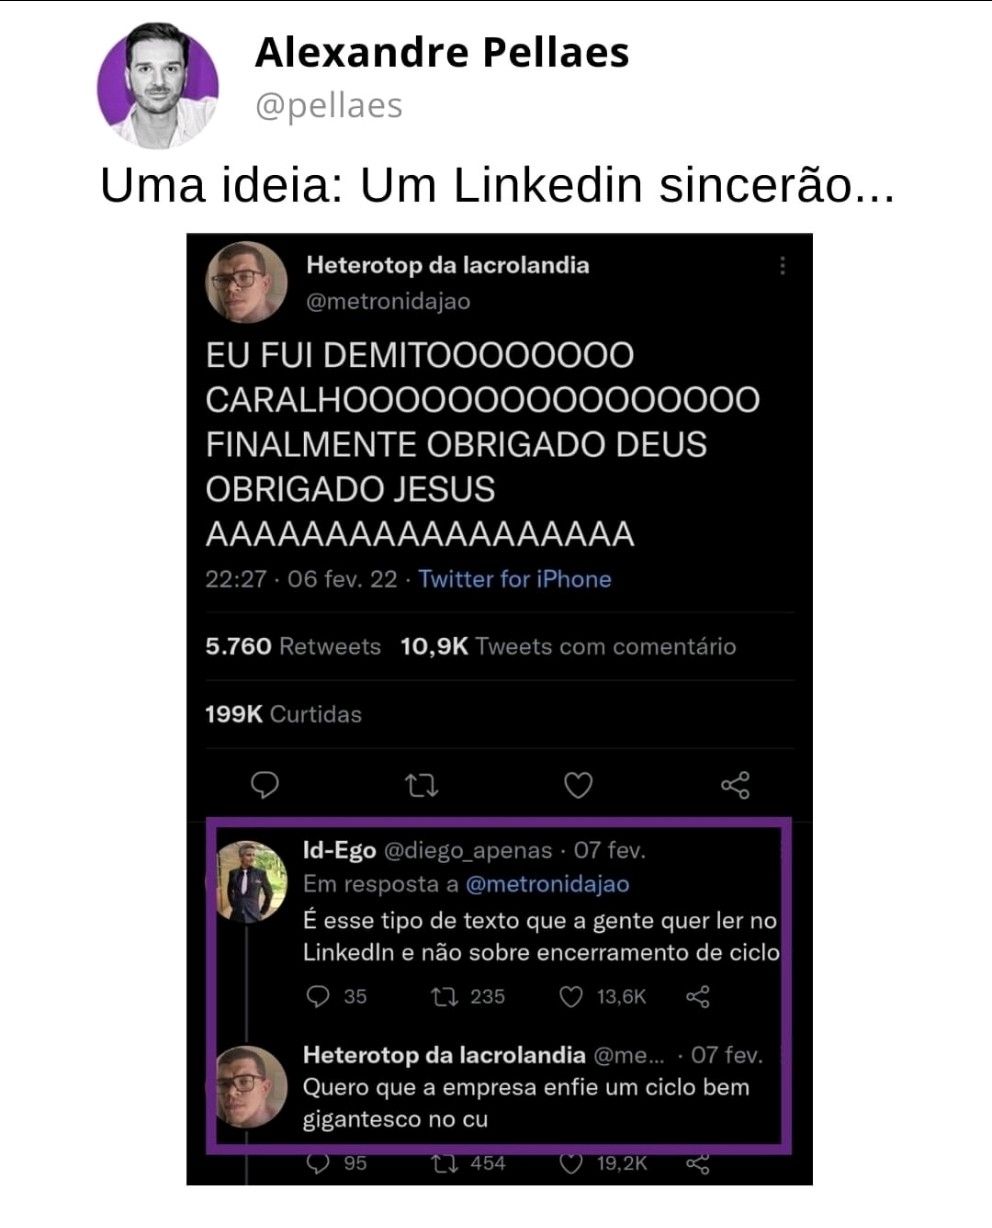 Alexandre Pellaes
@pellaes
Uma ideia: Um Linkedin sincerão...
Heterotop da lacrolandia
@metronidajao
EU FUI DEMITOOOOOOOO
CARALHOOOOOOOOOOOOOOOO
FINALMENTE OBRIGADO DEUS
OBRIGADO JESUS
AAAAAAAAAAAAAAAAAA
22:27 · 06 fev. 22 · Twitter for iPhone
5.760 Retweets 10,9K Tweets com comentário
199K Curtidas
Id-Ego @diego_apenas · 07 fev.
Em resposta a @metronidajao
É esse tipo de texto que a gente quer ler no
LinkedIn e não sobre encerramento de ciclo
35 235 13,6K
Heterotop da lacrolandia @me... · 07 fev.
Quero que a empresa enfie um ciclo bem
gigantesco no cu
95 454 19,2K